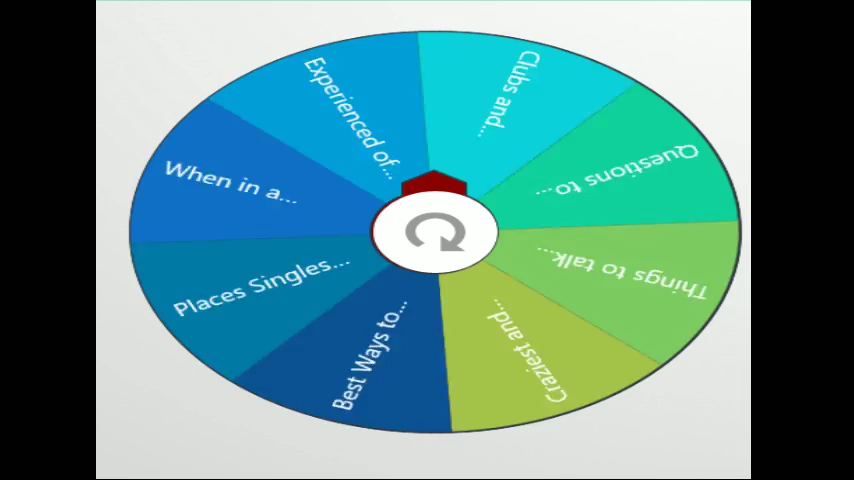 Clubs and...
Questions to...
Things to talk...
Craziest and...
Best Ways to...
Places Singles...
When in a...
Experienced of...